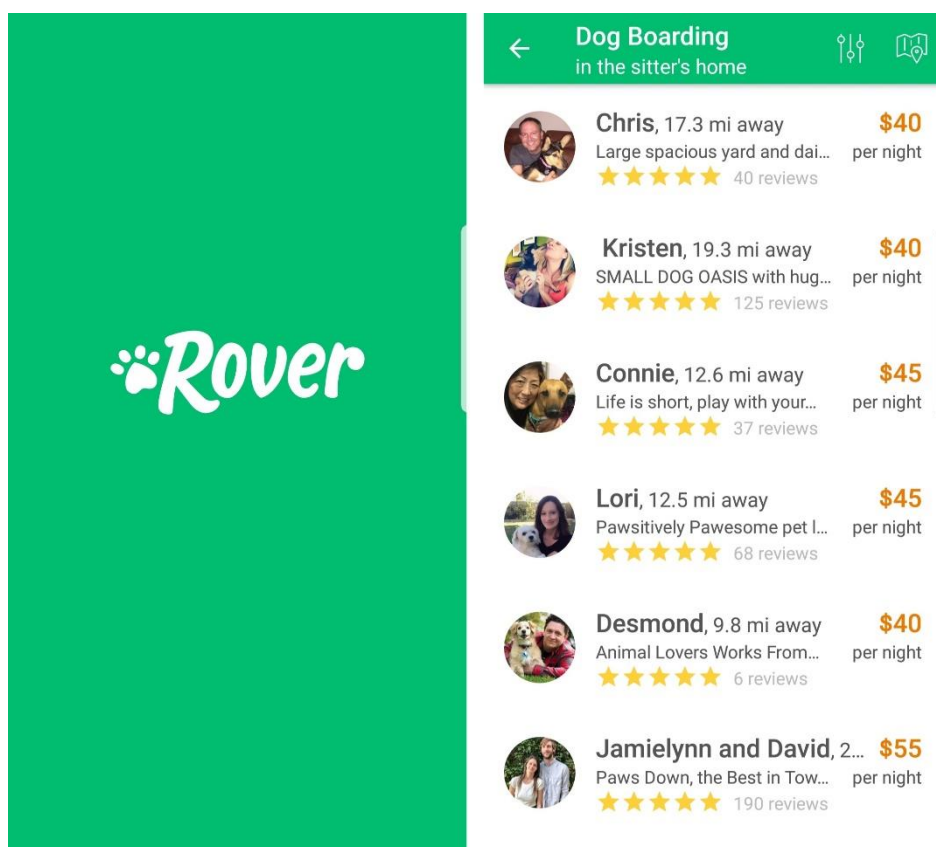 Rover
Dog Boarding
in the sitter's home
Chris, 17.3 mi away
$40
Large spacious yard and dai...
per night
40 reviews
Kristen, 19.3 mi away
$40
SMALL DOG OASIS with hug...
per night
125 reviews
Connie, 12.6 mi away
$45
Life is short, play with your...
per night
37 reviews
Lori, 12.5 mi away
$45
Pawsitively Pawesome pet l...
per night
68 reviews
Desmond, 9.8 mi away
$40
Animal Lovers Works From...
per night
6 reviews
Jamielynn and David, 2...
$55
Paws Down, the Best in Tow...
per night
190 reviews